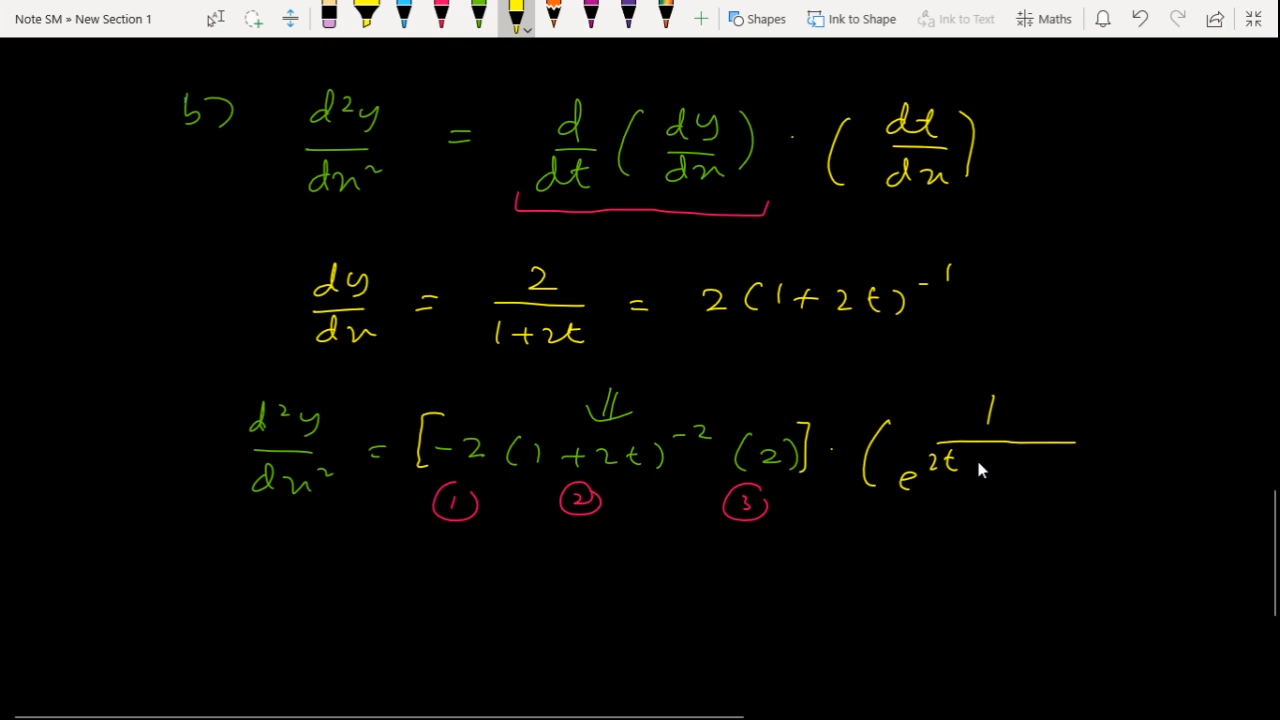 Note SM » New Section 1 Shapes Ink to Shape Ink to Text Maths
b) d²y/dx² = d/dt (dy/dx) · (dt/dx)
dy/dx = 2/(1+2t) = 2(1+2t)⁻¹
d²y/dx² = [-2(1+2t)⁻²(2)] · (1/e²ᵗ
① ② ③